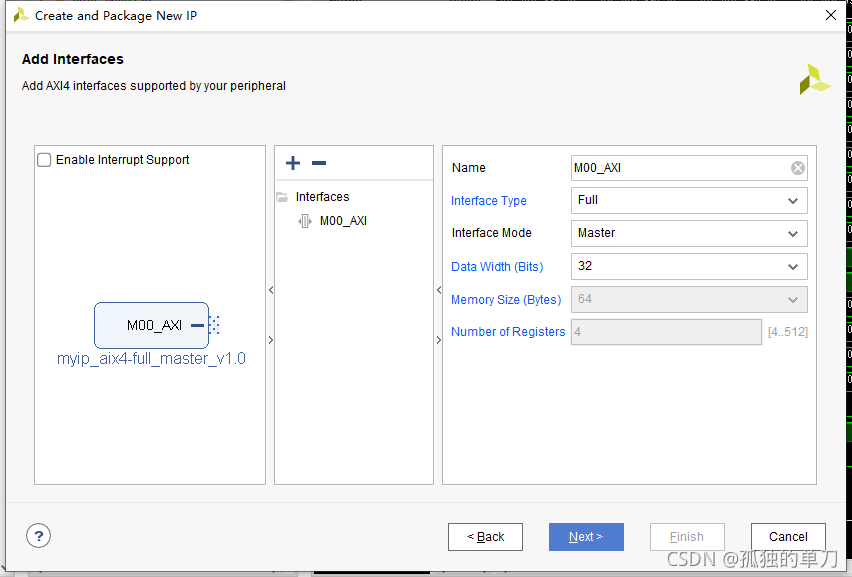 Create and Package New IP
Add Interfaces
Add AXI4 interfaces supported by your peripheral
Enable Interrupt Support
M00_AXI
myip_aix4-full_master_v1.0
Interfaces
M00_AXI
Name M00_AXI
Interface Type Full
Interface Mode Master
Data Width (Bits) 32
Memory Size (Bytes) 64
Number of Registers 4 [4..512]
?
< Back
Next >
Finish
Cancel
CSDN @孤独的单刀